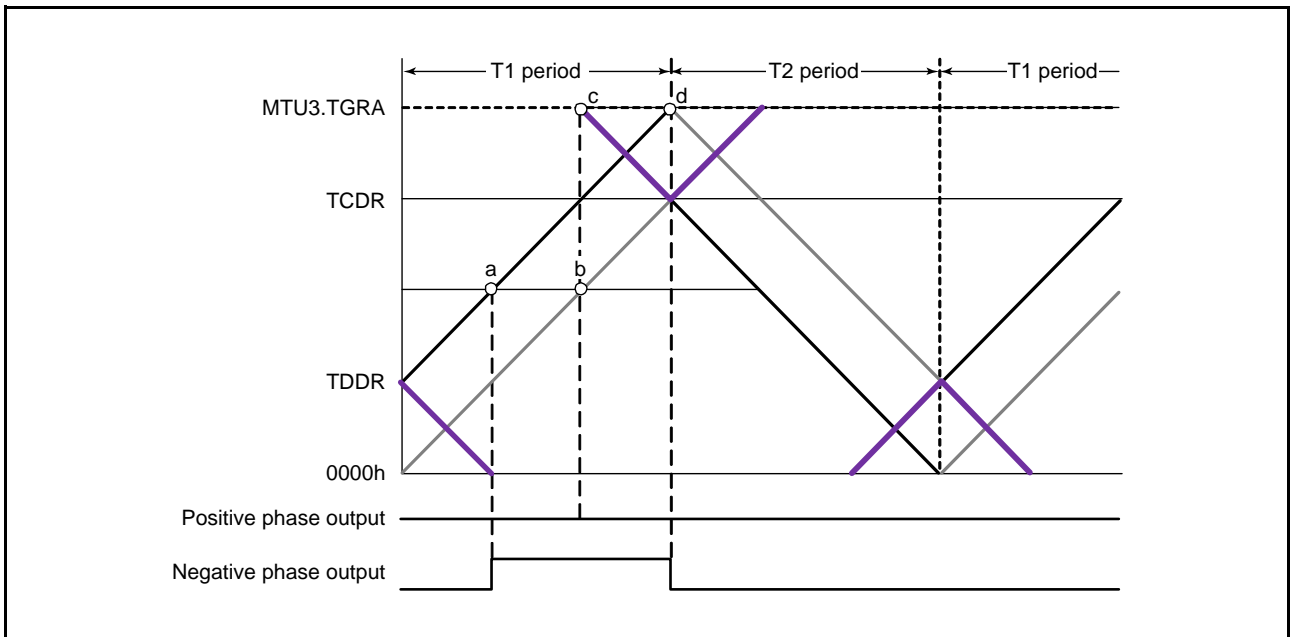 T1 period
T2 period
T1 period
MTU3.TGRA
c
d
TCDR
a
b
TDDR
0000h
Positive phase output
Negative phase output